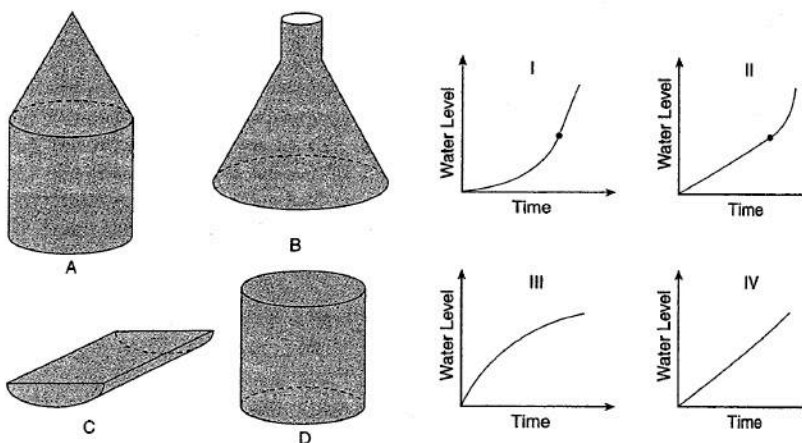 A
B
C
D
I
Water Level
Time
II
Water Level
Time
III
Water Level
Time
IV
Water Level
Time